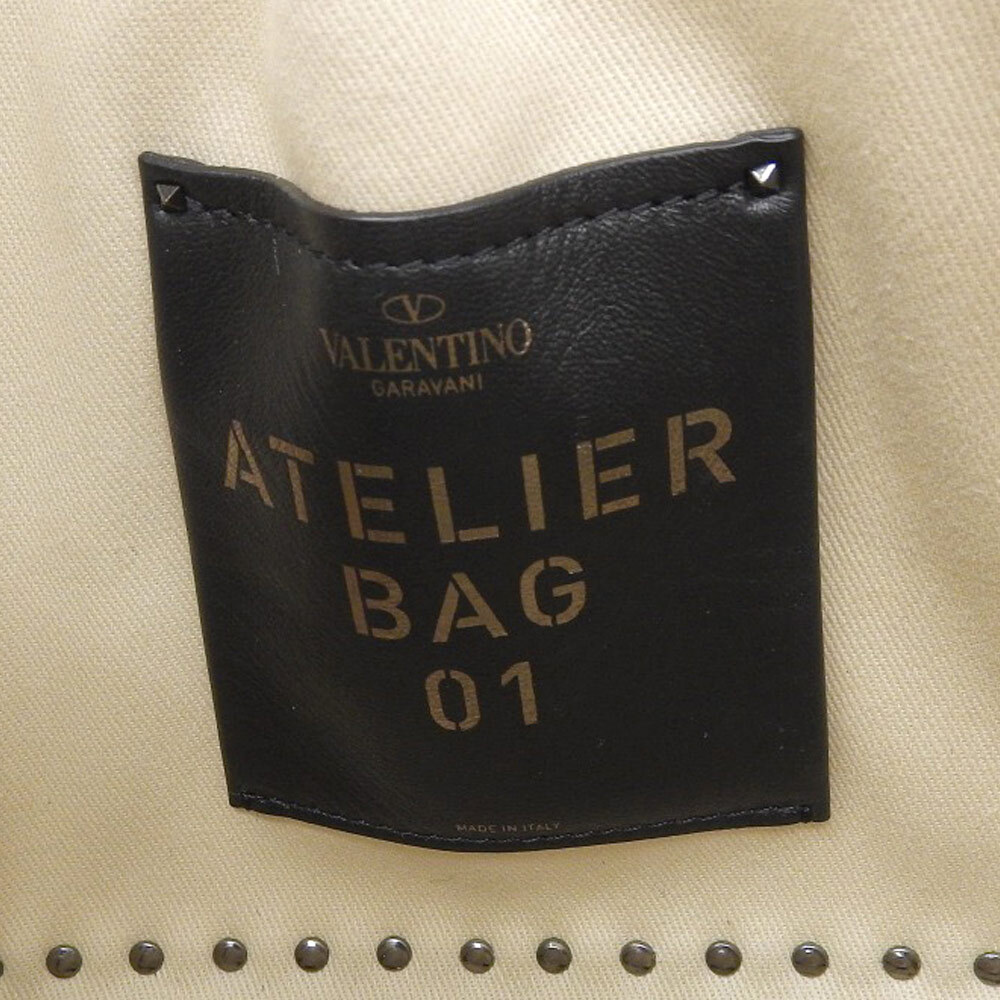 V
VALENTINO
GARAVANI
ATELIER
BAG
01
MADE IN ITALY